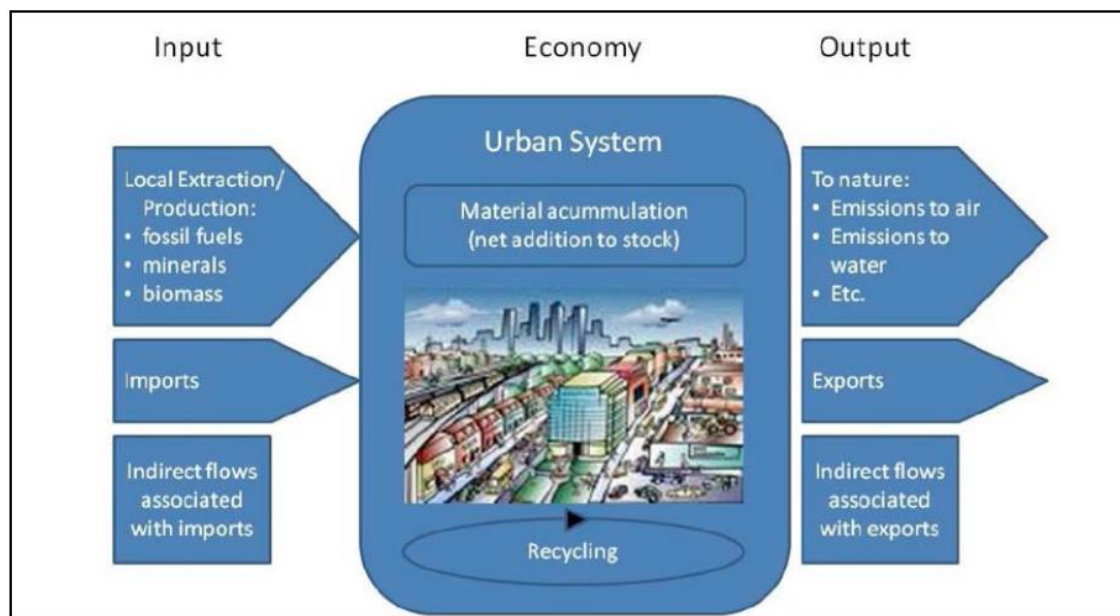 Input
Economy
Output
Local Extraction/
Production:
• fossil fuels
• minerals
• biomass
Imports
Indirect flows
associated
with imports
Urban System
Material acummulation
(net addition to stock)
Recycling
To nature:
• Emissions to air
• Emissions to
water
• Etc.
Exports
Indirect flows
associated
with exports